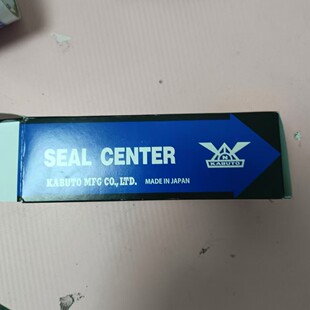 SEAL CENTER
KABUTO MFG CO., LTD. MADE IN JAPAN
KABUTO